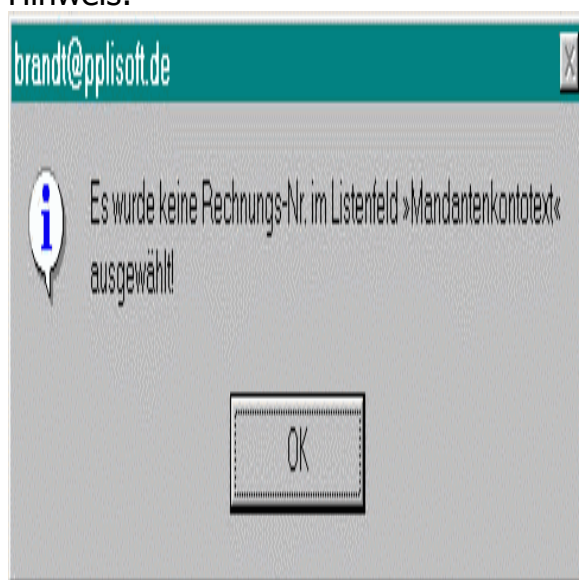 Hinweis:
brandt@pplisoft.de
Es wurde keine Rechnungs-Nr. im Listenfeld »Mandantenkontotext«
ausgewählt!
OK